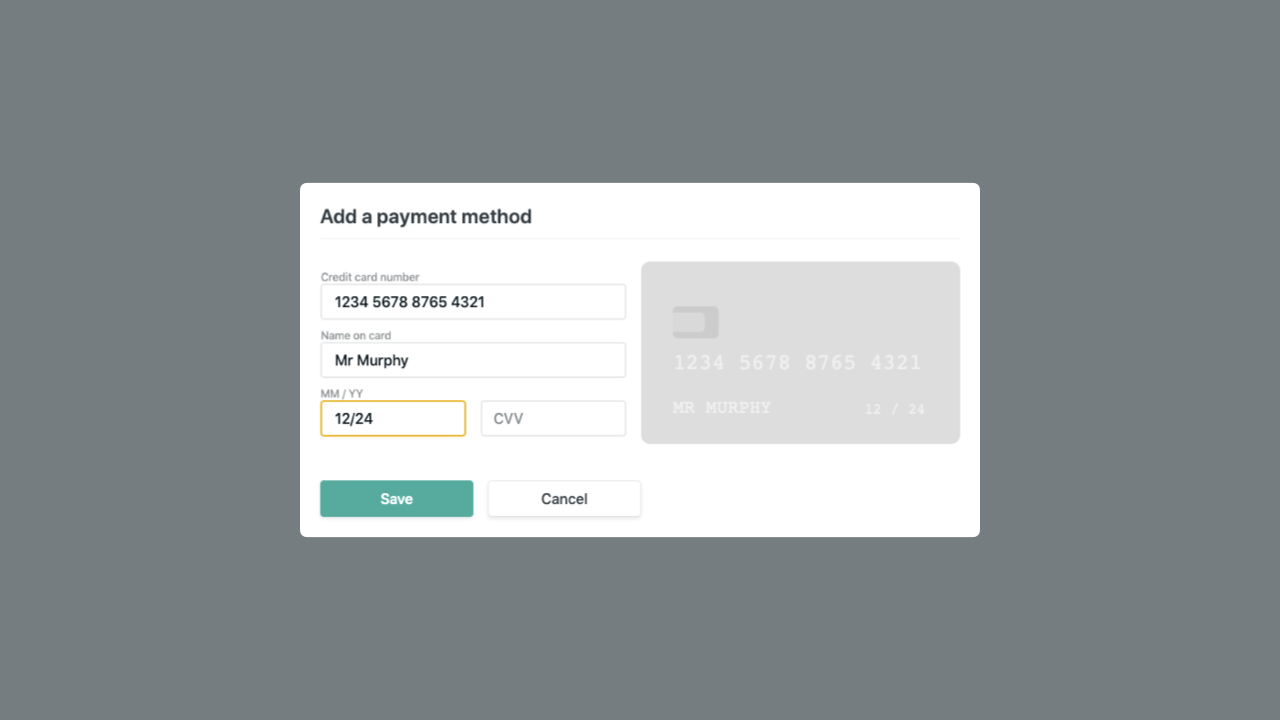 Add a payment method
Credit card number
1234 5678 8765 4321
Name on card
Mr Murphy
MM / YY
12/24
CVV
1234 5678 8765 4321
MR MURPHY
12 / 24
Save
Cancel